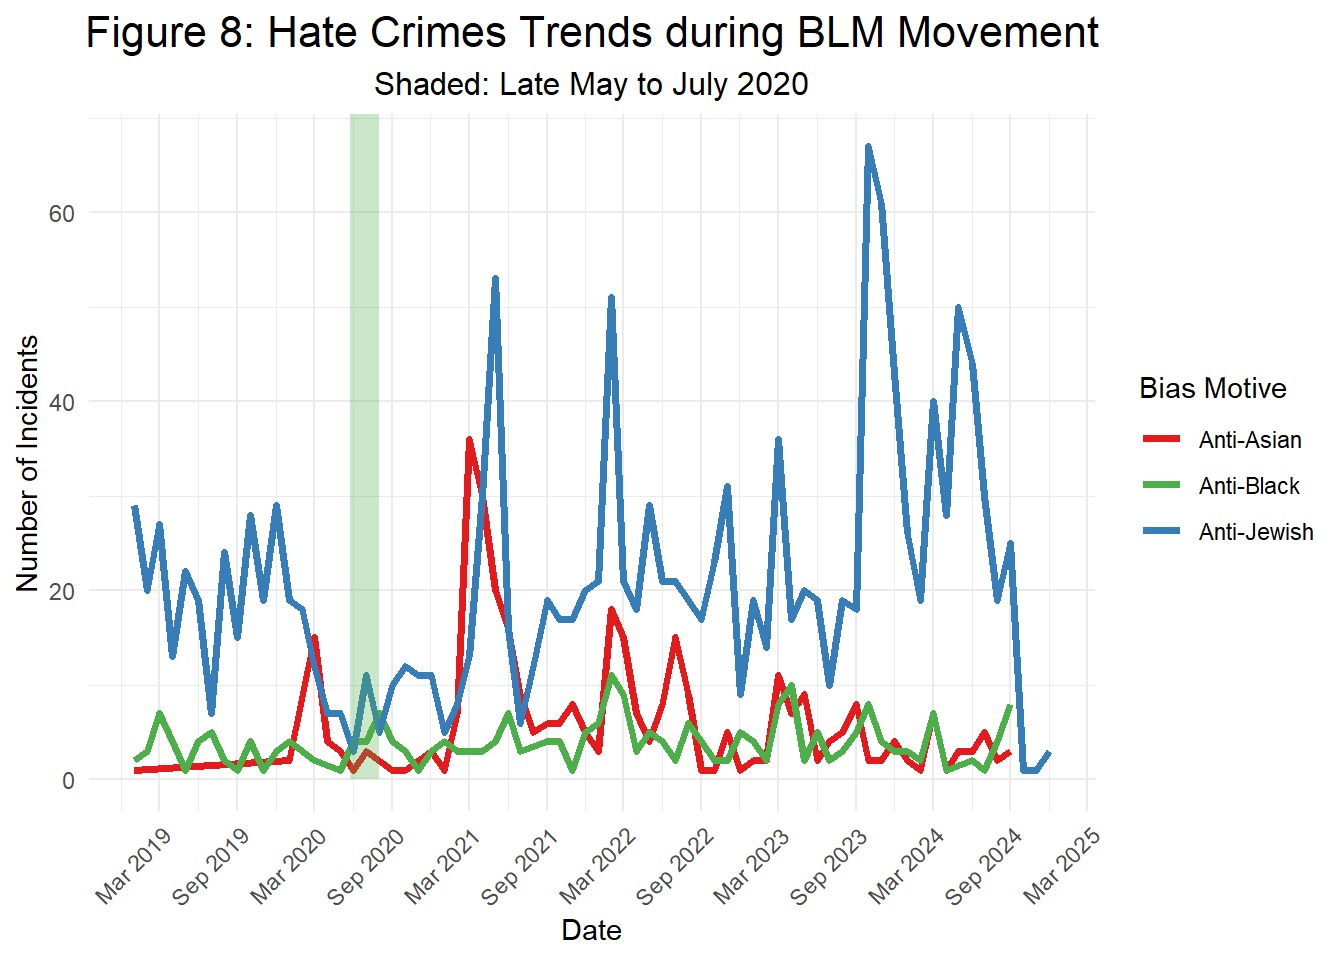 Figure 8: Hate Crimes Trends during BLM Movement
Shaded: Late May to July 2020
Number of Incidents
60
40
20
0
Mar 2019
Sep 2019
Mar 2020
Sep 2020
Mar 2021
Sep 2021
Mar 2022
Sep 2022
Mar 2023
Sep 2023
Mar 2024
Sep 2024
Mar 2025
Date
Bias Motive
Anti-Asian
Anti-Black
Anti-Jewish